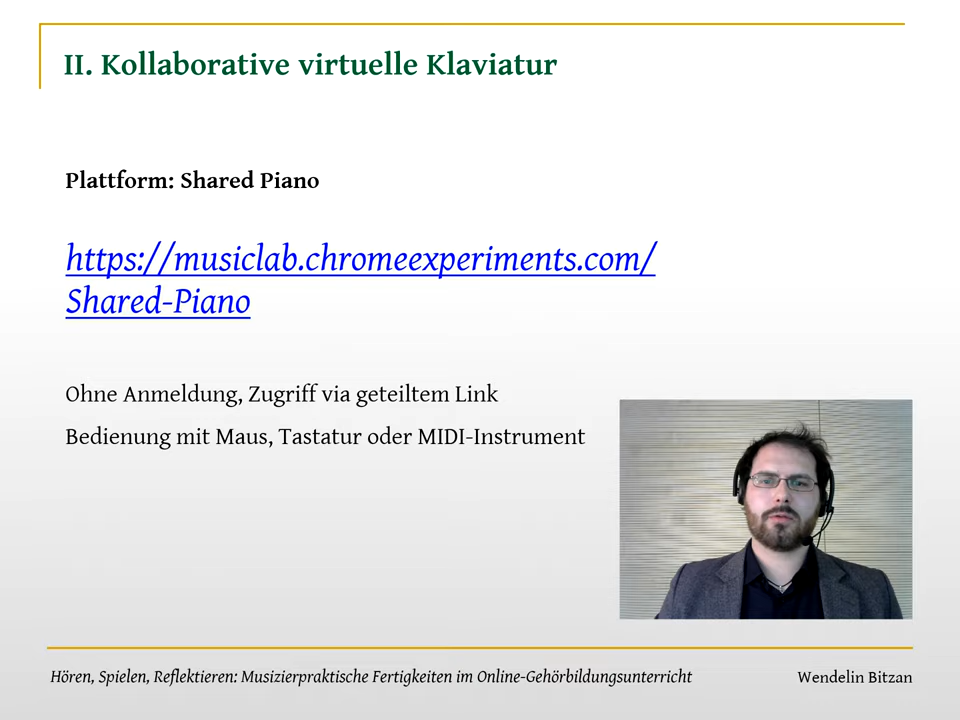 II. Kollaborative virtuelle Klaviatur
Plattform: Shared Piano
https://musiclab.chromeexperiments.com/
Shared-Piano
Ohne Anmeldung, Zugriff via geteiltem Link
Bedienung mit Maus, Tastatur oder MIDI-Instrument
Hören, Spielen, Reflektieren: Musizierpraktische Fertigkeiten im Online-Gehörbildungsunterricht
Wendelin Bitzan